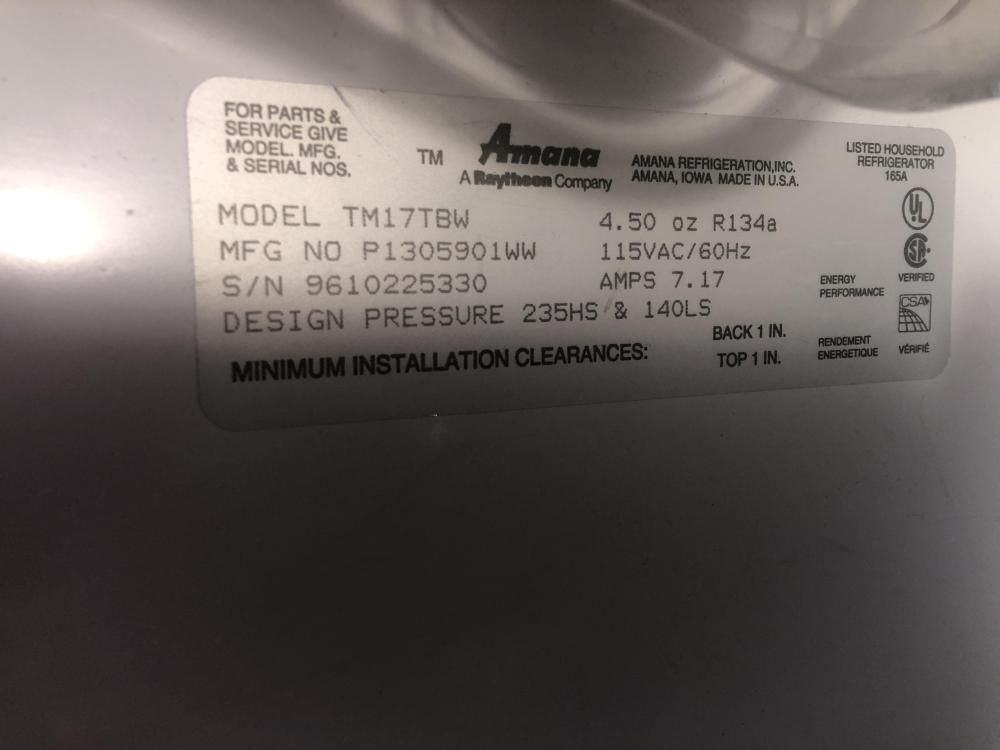 FOR PARTS &
SERVICE GIVE
MODEL. MFG.
& SERIAL NOS.
TM
Amana
A Raytheon Company
AMANA REFRIGERATION,INC.
AMANA, IOWA MADE IN U.S.A.
LISTED HOUSEHOLD
REFRIGERATOR
165A
UL
MODEL TM17TBW
4.50 oz R134a
MFG NO P1305901WW
115VAC/60Hz
SA
VERIFIED
S/N 9610225330
AMPS 7.17
ENERGY
PERFORMANCE
CSA
DESIGN PRESSURE 235HS & 140LS
MINIMUM INSTALLATION CLEARANCES:
BACK 1 IN.
TOP 1 IN.
RENDEMENT
ENERGETIQUE
VÉRIFIÉ